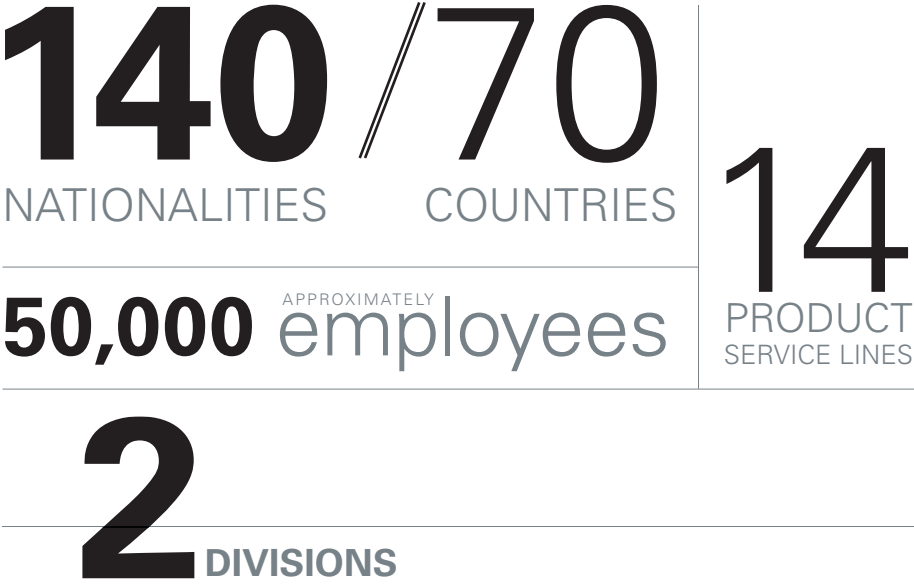 140 / 70
NATIONALITIES COUNTRIES
14
PRODUCT
SERVICE LINES
50,000 APPROXIMATELY employees
2 DIVISIONS